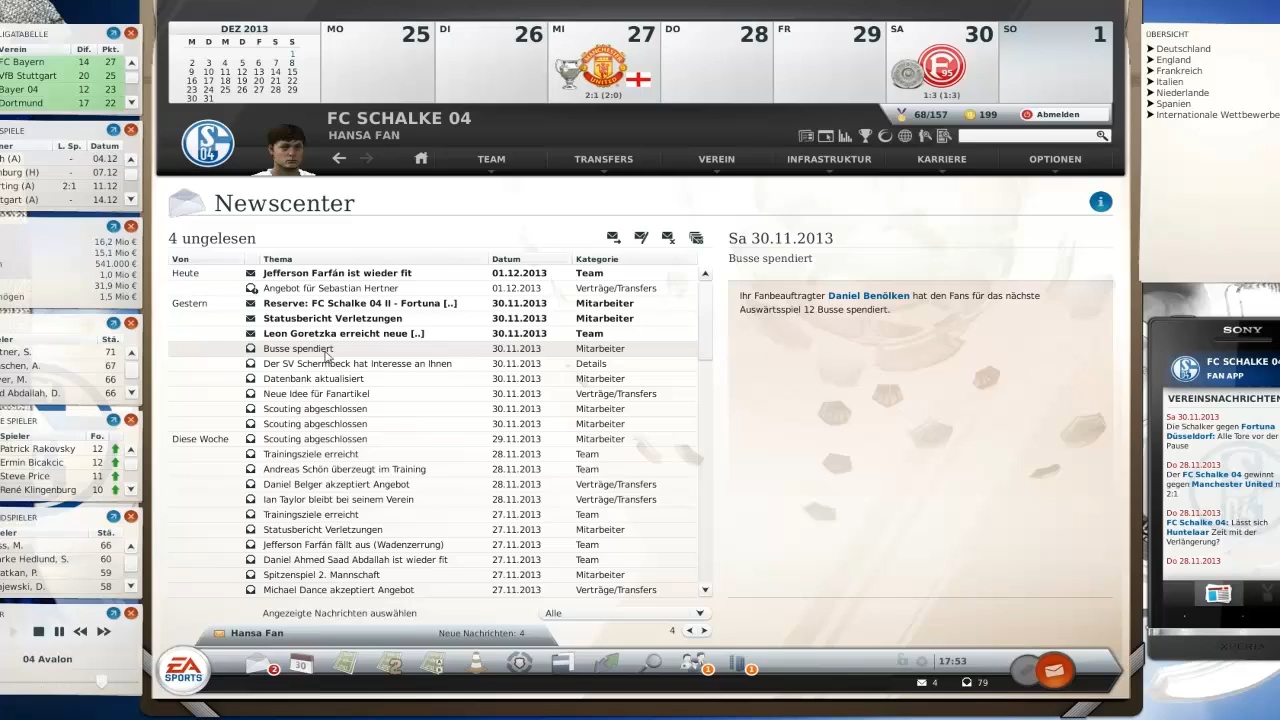 LIGATABELLE
Verein Dif. Pkt.
FC Bayern 14 27
VfB Stuttgart 20 25
Bayer 04 12 23
Dortmund 17 22
SPIELE
L. Sp. Datum
(A) - 04.12
(H) - 07.12
(A) 2:1 11.12
(A) - 14.12
16,2 Mio €
15,1 Mio €
541.000 €
1,0 Mio €
31,9 Mio €
1,5 Mio €
Stä.
71
67
66
d Abdallah, D. 66
E SPIELER
Spieler Fo.
Patrick Rakovsky 12
Ermin Bicakcic 12
Steve Price 11
René Klingenburg 10
Stä.
66
Hedlund, S. 60
59
58
04 Avalon
DEZ 2013
M D M D F S S
1
2 3 4 5 6 7 8
9 10 11 12 13 14 15
16 17 18 19 20 21 22
23 24 25 26 27 28 29
30 31
MO 25
DI 26
MI 27
2:1 (2:0)
DO 28
FR 29
SA 30
F95
1:3 (1:3)
SO 1
FC SCHALKE 04
HANSA FAN
68/157 199 Abmelden
TEAM TRANSFERS VEREIN INFRASTRUKTUR KARRIERE OPTIONEN
Newscenter
4 ungelesen
Von Thema Datum Kategorie
Heute Jefferson Farfán ist wieder fit 01.12.2013 Team
Angebot für Sebastian Hertner 01.12.2013 Verträge/Transfers
Gestern Reserve: FC Schalke 04 II - Fortuna [..] 30.11.2013 Mitarbeiter
Statusbericht Verletzungen 30.11.2013 Mitarbeiter
Leon Goretzka erreicht neue [..] 30.11.2013 Team
Busse spendiert 30.11.2013 Mitarbeiter
Der SV Schermbeck hat Interesse an Ihnen 30.11.2013 Details
Datenbank aktualisiert 30.11.2013 Mitarbeiter
Neue Idee für Fanartikel 30.11.2013 Verträge/Transfers
Scouting abgeschlossen 30.11.2013 Mitarbeiter
Scouting abgeschlossen 30.11.2013 Mitarbeiter
Diese Woche Scouting abgeschlossen 29.11.2013 Mitarbeiter
Trainingsziele erreicht 28.11.2013 Team
Andreas Schön überzeugt im Training 28.11.2013 Team
Daniel Belger akzeptiert Angebot 28.11.2013 Verträge/Transfers
Ian Taylor bleibt bei seinem Verein 28.11.2013 Verträge/Transfers
Trainingsziele erreicht 27.11.2013 Team
Statusbericht Verletzungen 27.11.2013 Mitarbeiter
Jefferson Farfán fällt aus (Wadenzerrung) 27.11.2013 Team
Daniel Ahmed Saad Abdallah ist wieder fit 27.11.2013 Team
Spitzenspiel 2. Mannschaft 27.11.2013 Mitarbeiter
Michael Dance akzeptiert Angebot 27.11.2013 Verträge/Transfers
Angezeigte Nachrichten auswählen Alle
4
Sa 30.11.2013
Busse spendiert
Ihr Fanbeauftragter Daniel Benölken hat den Fans für das nächste
Auswärtsspiel 12 Busse spendiert.
Hansa Fan Neue Nachrichten: 4
EA SPORTS
2
30
2
1
1
17:53
4 79
ÜBERSICHT
Deutschland
England
Frankreich
Italien
Niederlande
Spanien
Internationale Wettbewerbe
SONY
FC SCHALKE 04
FAN APP
VEREINSNACHRICHTEN
Sa 30.11.2013
Die Schalker gegen Fortuna
Düsseldorf: Alle Tore vor der
Pause
Do 28.11.2013
Der FC Schalke 04 gewinnt
gegen Manchester United m
2:1
Do 28.11.2013
FC Schalke 04: Lässt sich
Huntelaar Zeit mit der
Verlängerung?
Do 28.11.2013
XPERIA